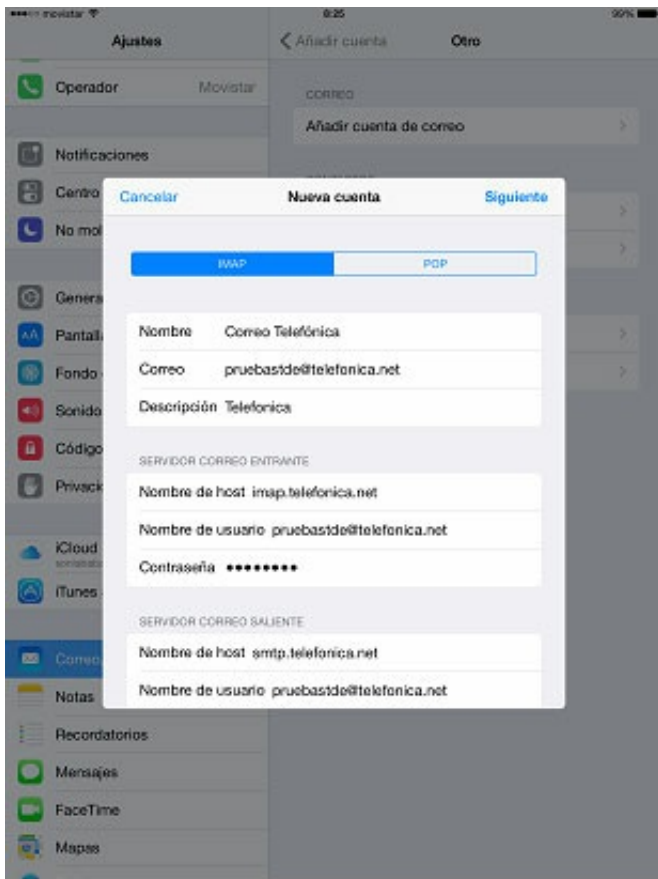 movistar 8:25 99%
Ajustes
Añadir cuenta Otro
Operador Movistar
CORREO
Añadir cuenta de correo
Notificaciones
Centro
No mol
Cancelar Nueva cuenta Siguiente
IMAP POP
Genera
Pantall
Fondo
Sonido
Código
Privaci
Nombre Correo Telefónica
Correo pruebastde@telefonica.net
Descripción Telefonica
SERVIDOR CORREO ENTRANTE
Nombre de host imap.telefonica.net
Nombre de usuario pruebastde@telefonica.net
Contraseña ●●●●●●●●
SERVIDOR CORREO SALIENTE
Nombre de host smtp.telefonica.net
Nombre de usuario pruebastde@telefonica.net
iCloud
iTunes
Correo,
Notas
Recordatorios
Mensajes
FaceTime
Mapas